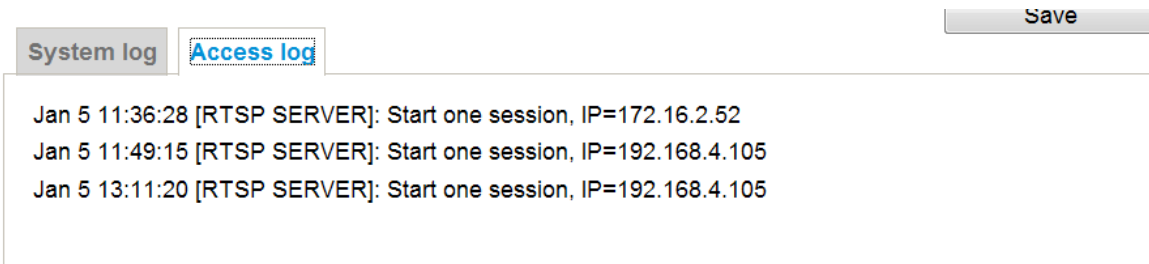 Save
System log Access log
Jan 5 11:36:28 [RTSP SERVER]: Start one session, IP=172.16.2.52
Jan 5 11:49:15 [RTSP SERVER]: Start one session, IP=192.168.4.105
Jan 5 13:11:20 [RTSP SERVER]: Start one session, IP=192.168.4.105